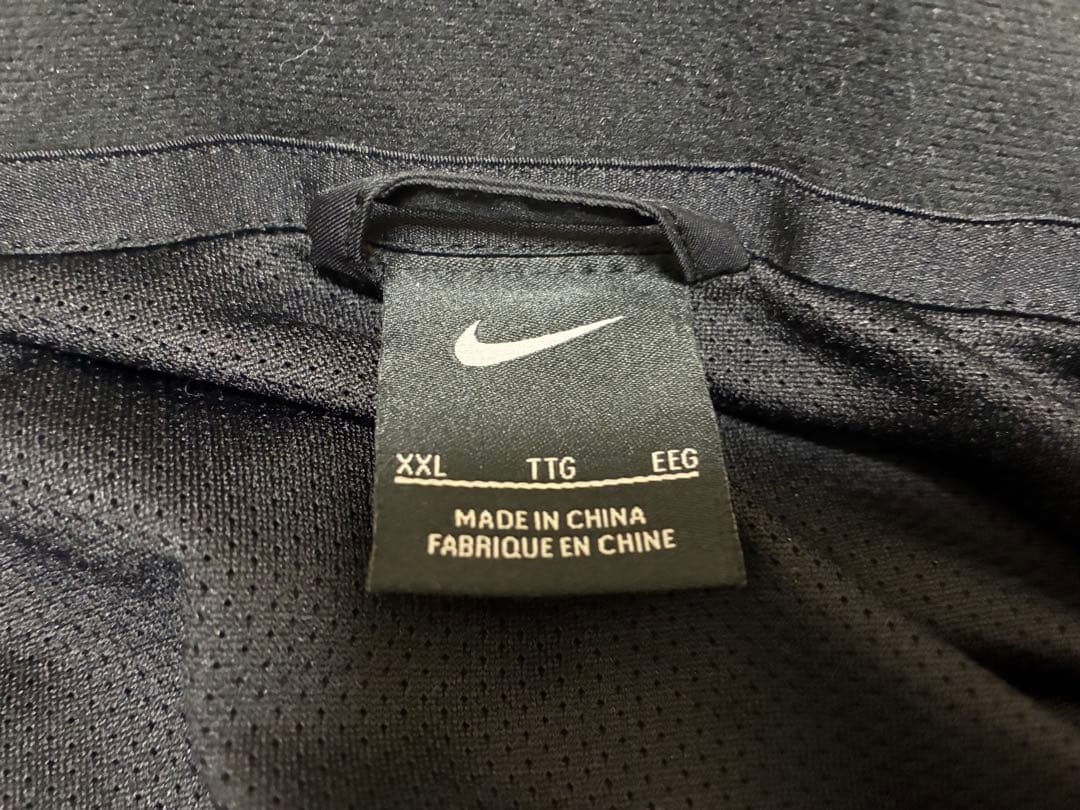 XXL TTG EEG
MADE IN CHINA
FABRIQUE EN CHINE